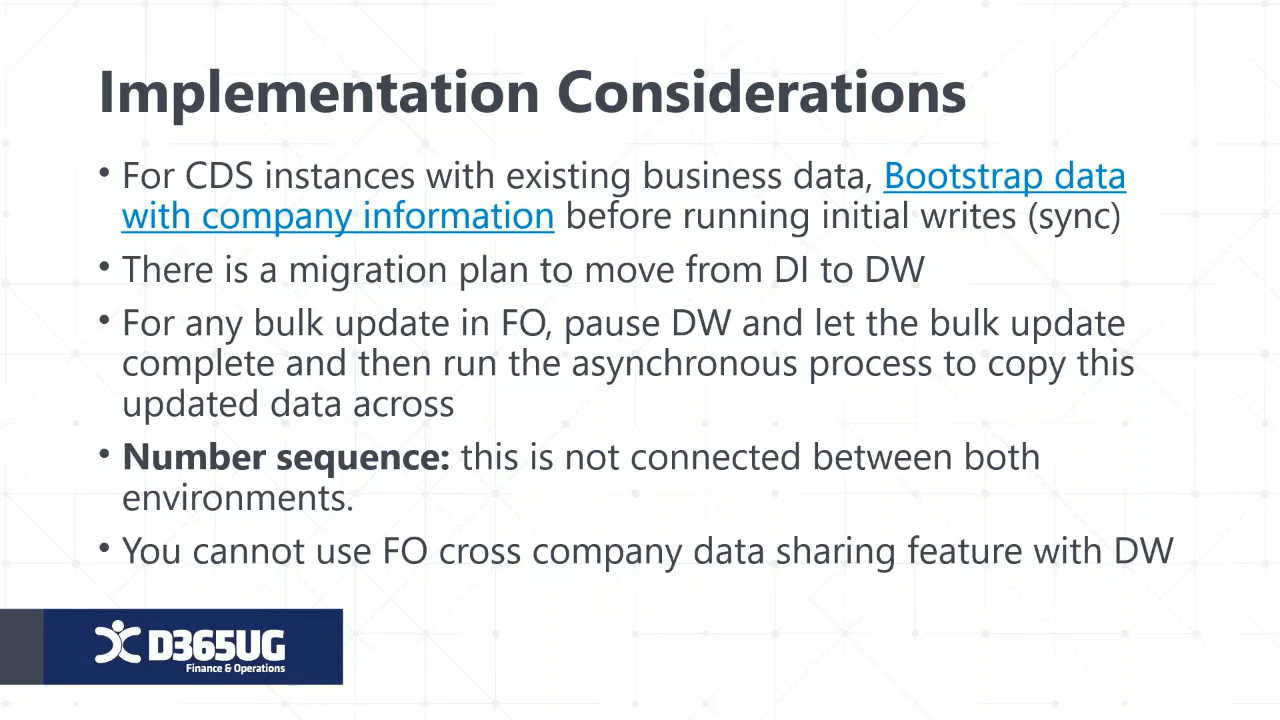 Implementation Considerations
• For CDS instances with existing business data, Bootstrap data
with company information before running initial writes (sync)
• There is a migration plan to move from DI to DW
• For any bulk update in FO, pause DW and let the bulk update
complete and then run the asynchronous process to copy this
updated data across
• Number sequence: this is not connected between both
environments.
• You cannot use FO cross company data sharing feature with DW
D365UG
Finance & Operations